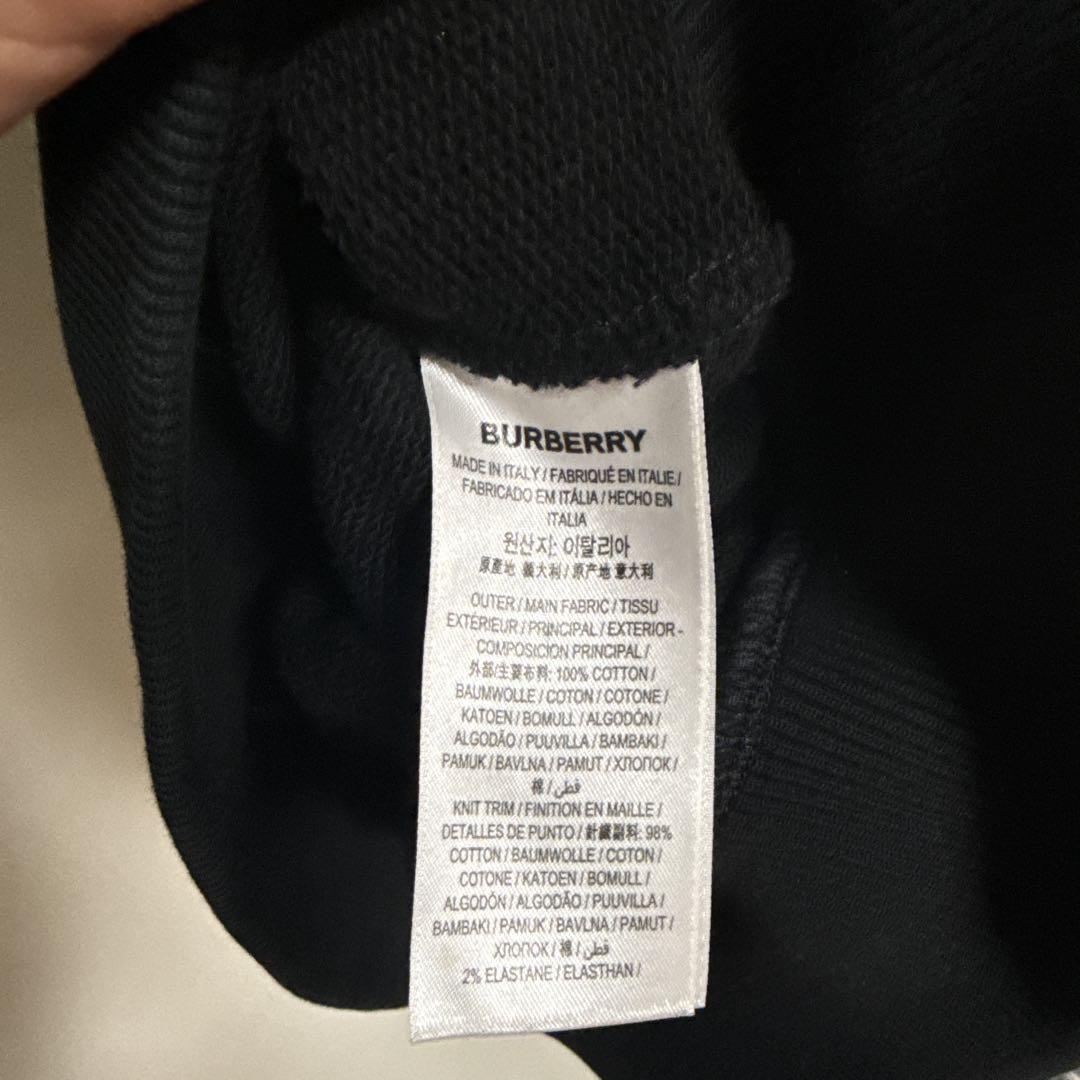 BURBERRY
MADE IN ITALY / FABRIQUÉ EN ITALIE /
FABRICADO EM ITÁLIA / HECHO EN
ITALIA
원산지: 이탈리아
原產地 義大利 / 原产地 意大利
OUTER / MAIN FABRIC / TISSU
EXTÉRIEUR / PRINCIPAL / EXTERIOR -
COMPOSICIÓN PRINCIPAL /
外部/主要布料: 100% COTTON /
BAUMWOLLE / COTON / COTONE /
KATOEN / BOMULL / ALGODÓN /
ALGODÃO / PUUVILLA / BAMBAKI /
PAMUK / BAVLNA / PAMUT / ХЛОПОК /
棉 / قطن /
KNIT TRIM / FINITION EN MAILLE /
DETALLES DE PUNTO / 針織副料: 98%
COTTON / BAUMWOLLE / COTON /
COTONE / KATOEN / BOMULL /
ALGODÓN / ALGODÃO / PUUVILLA /
BAMBAKI / PAMUK / BAVLNA / PAMUT /
ХЛОПОК / 棉 / قطن
2% ELASTANE / ELASTHAN /